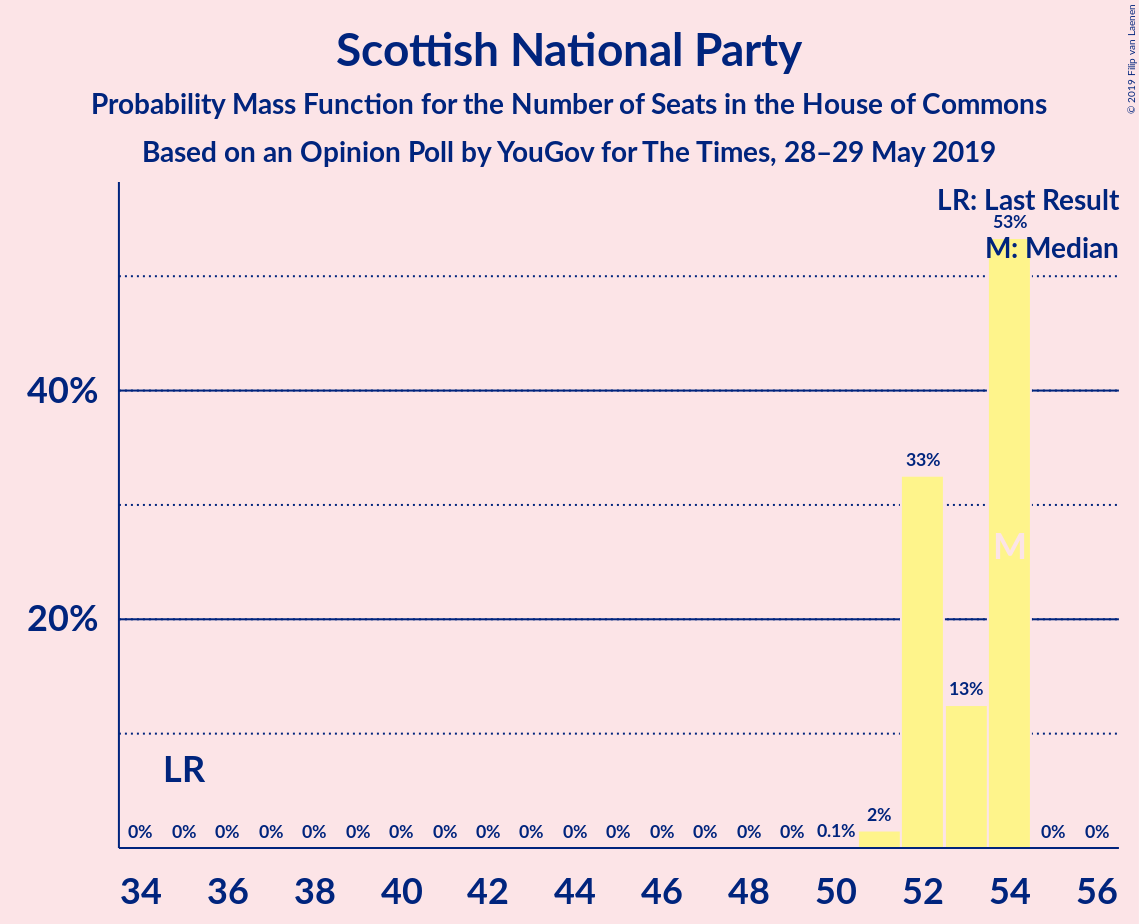 © 2019 Filip van Laenen
Scottish National Party
Probability Mass Function for the Number of Seats in the House of Commons
Based on an Opinion Poll by YouGov for The Times, 28–29 May 2019
LR: Last Result
53%
M: Median
40%
33%
M
20%
13%
LR
2%
0% 0% 0% 0% 0% 0% 0% 0% 0% 0% 0% 0% 0% 0% 0% 0% 0.1% 0% 0%
34 36 38 40 42 44 46 48 50 52 54 56